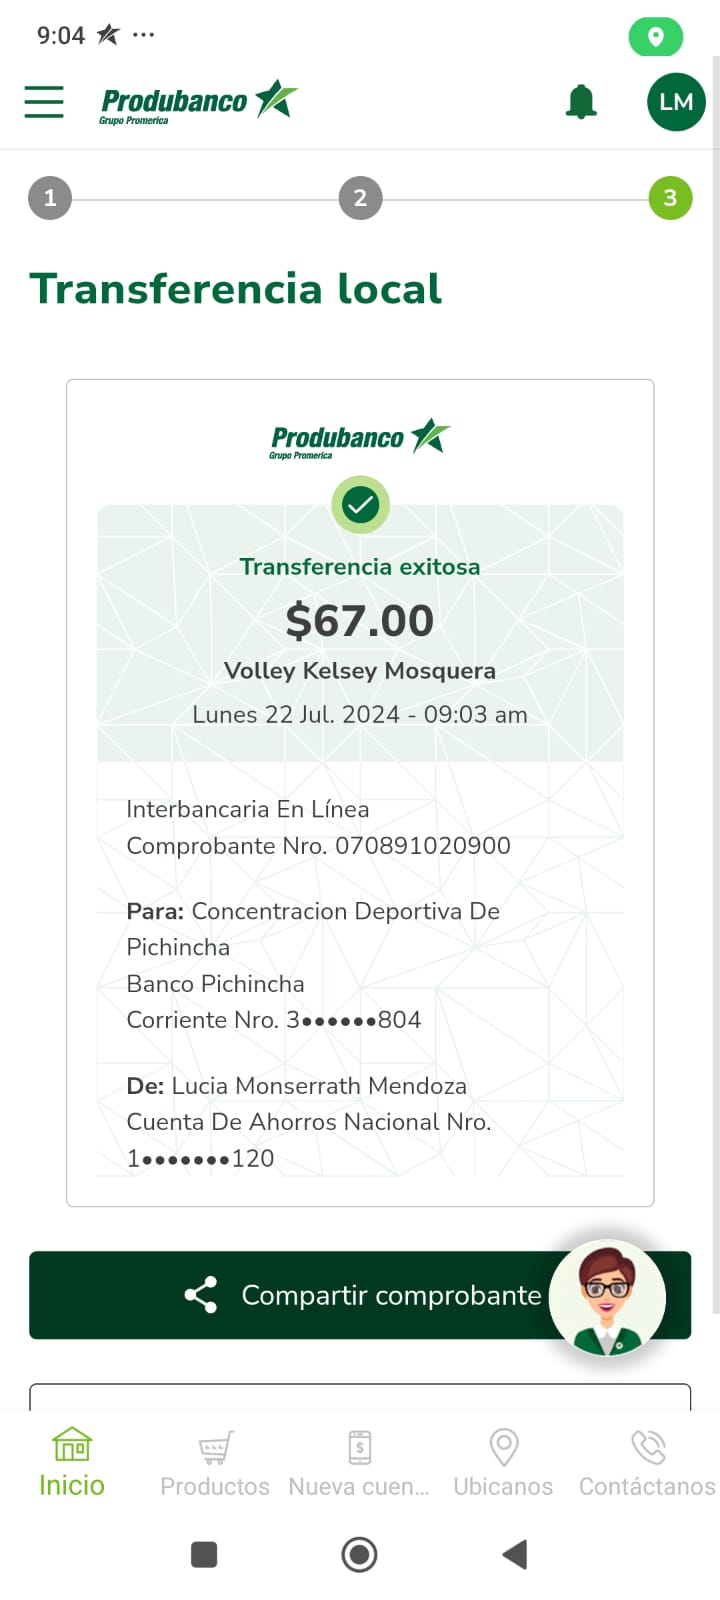 9:04
Produbanco
Grupo Promerica
LM
1
2
3
Transferencia local
Produbanco
Grupo Promerica
Transferencia exitosa
$67.00
Volley Kelsey Mosquera
Lunes 22 Jul. 2024 - 09:03 am
Interbancaria En Línea
Comprobante Nro. 070891020900
Para: Concentracion Deportiva De
Pichincha
Banco Pichincha
Corriente Nro. 3••••••804
De: Lucia Monserrath Mendoza
Cuenta De Ahorros Nacional Nro.
1•••••••120
Compartir comprobante
Inicio
Productos
Nueva cuen...
Ubicanos
Contáctanos